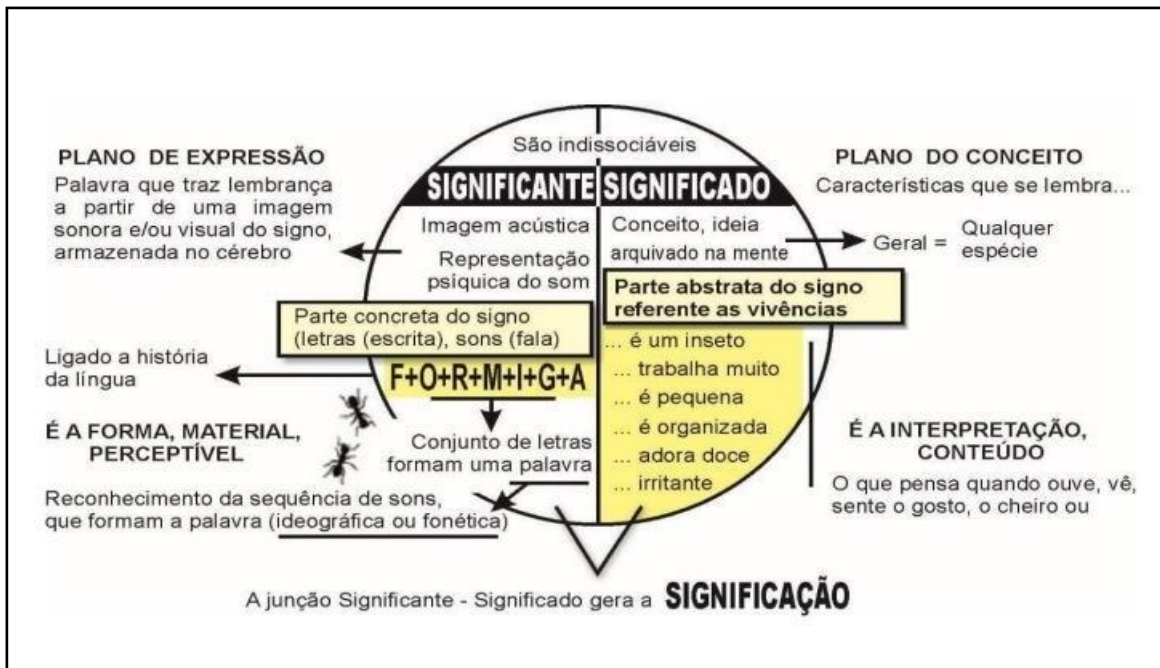 São indissociáveis
PLANO DE EXPRESSÃO
Palavra que traz lembrança
a partir de uma imagem
sonora e/ou visual do signo,
armazenada no cérebro
SIGNIFICANTE
Imagem acústica
Representação
psíquica do som
Parte concreta do signo
(letras (escrita), sons (fala)
F+O+R+M+I+G+A
Ligado a história
da língua
É A FORMA, MATERIAL,
PERCEPTÍVEL
Conjunto de letras
formam uma palavra
Reconhecimento da sequência de sons,
que formam a palavra (ideográfica ou fonética)
SIGNIFICADO
Conceito, ideia
arquivado na mente
PLANO DO CONCEITO
Características que se lembra...
Geral =
Qualquer
espécie
Parte abstrata do signo
referente as vivências
... é um inseto
... trabalha muito
... é pequena
... é organizada
... adora doce
... irritante
É A INTERPRETAÇÃO,
CONTEÚDO
O que pensa quando ouve, vê,
sente o gosto, o cheiro ou
A junção Significante - Significado gera a SIGNIFICAÇÃO